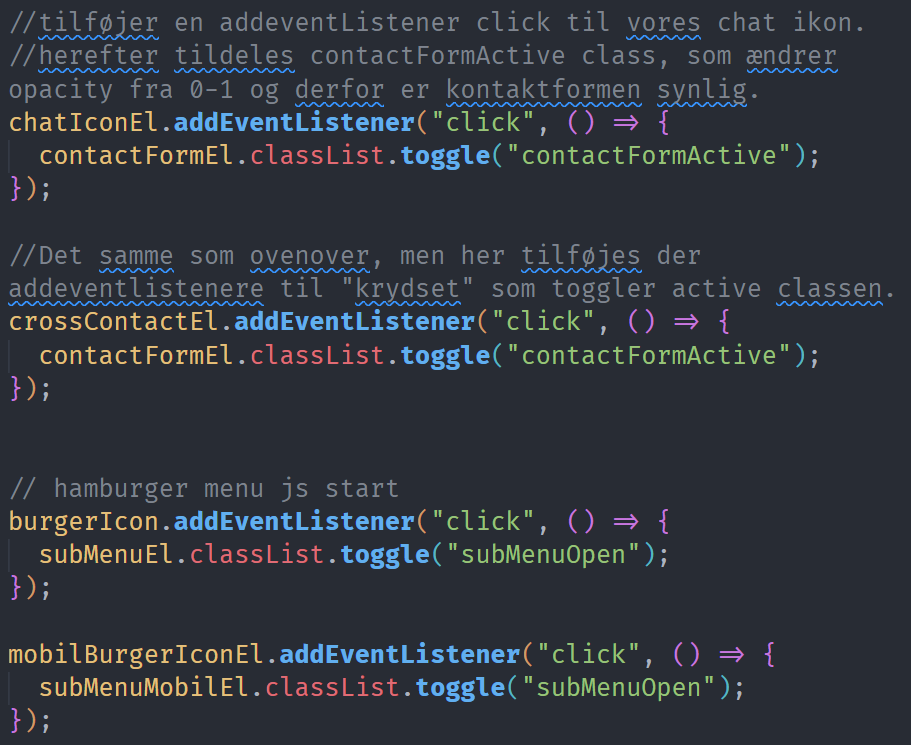 //tilføjer en addeventListener click til vores chat ikon.
//herefter tildeles contactFormActive class, som ændrer
opacity fra 0-1 og derfor er kontaktformen synlig.
chatIconEl.addEventListener("click", () => {
  contactFormEl.classList.toggle("contactFormActive");
});

//Det samme som ovenover, men her tilføjes der
addeventlistenere til "krydset" som toggler active classen.
crossContactEl.addEventListener("click", () => {
  contactFormEl.classList.toggle("contactFormActive");
});

// hamburger menu js start
burgerIcon.addEventListener("click", () => {
  subMenuEl.classList.toggle("subMenuOpen");
});

mobilBurgerIconEl.addEventListener("click", () => {
  subMenuMobilEl.classList.toggle("subMenuOpen");
});